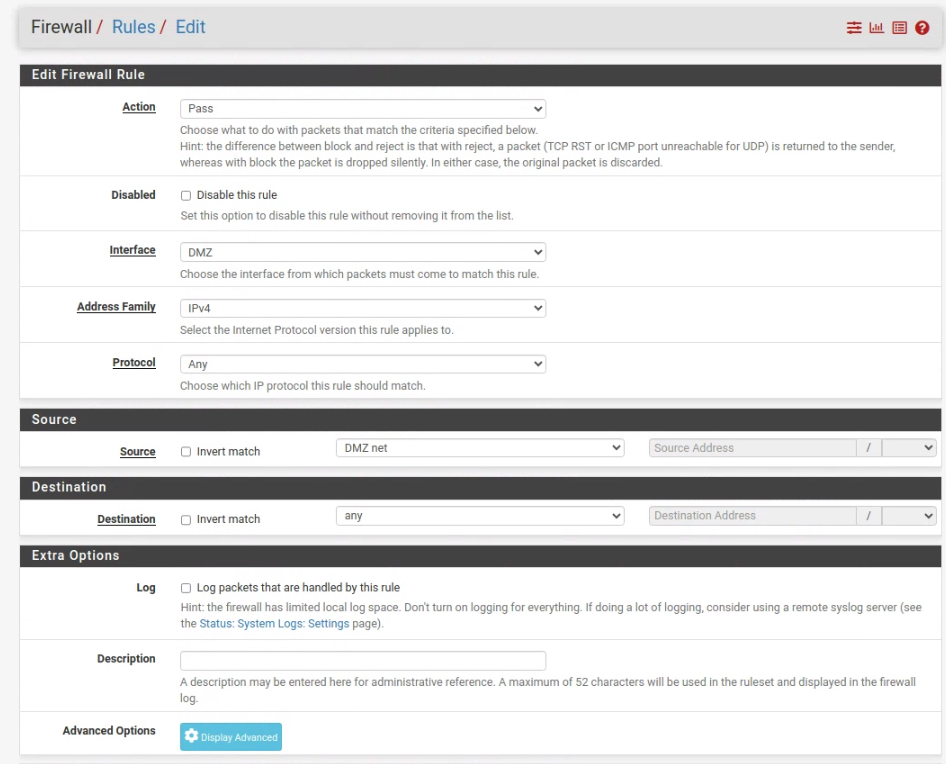 Firewall / Rules / Edit
Edit Firewall Rule
Action
Pass
Choose what to do with packets that match the criteria specified below.
Hint: the difference between block and reject is that with reject, a packet (TCP RST or ICMP port unreachable for UDP) is returned to the sender,
whereas with block the packet is dropped silently. In either case, the original packet is discarded.
Disabled
Disable this rule
Set this option to disable this rule without removing it from the list.
Interface
DMZ
Choose the interface from which packets must come to match this rule.
Address Family
IPv4
Select the Internet Protocol version this rule applies to.
Protocol
Any
Choose which IP protocol this rule should match.
Source
Source
Invert match
DMZ net
Source Address
/
Destination
Destination
Invert match
any
Destination Address
/
Extra Options
Log
Log packets that are handled by this rule
Hint: the firewall has limited local log space. Don't turn on logging for everything. If doing a lot of logging, consider using a remote syslog server (see
the Status: System Logs: Settings page).
Description
A description may be entered here for administrative reference. A maximum of 52 characters will be used in the ruleset and displayed in the firewall
log.
Advanced Options
Display Advanced